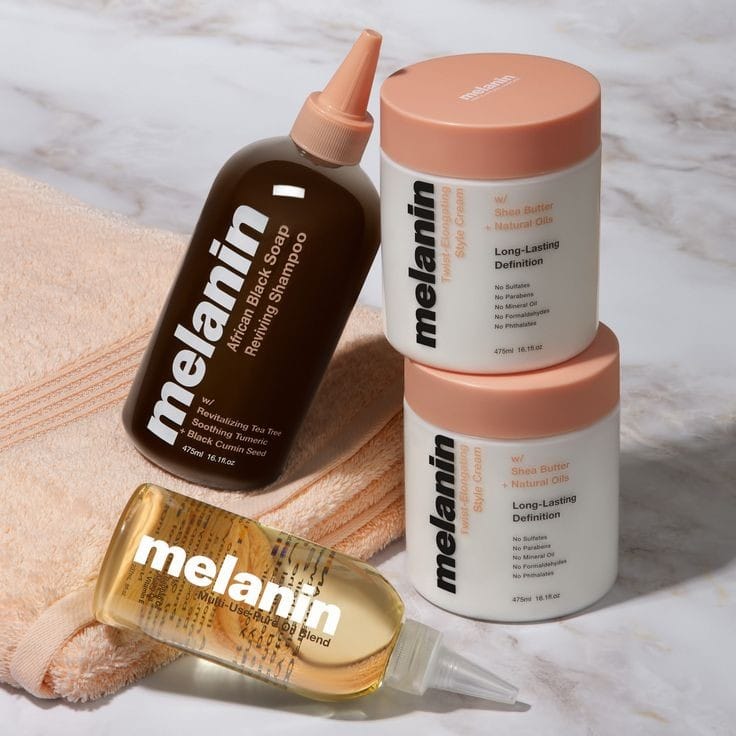 melanin
African Black Soap
Reviving Shampoo
w/
Revitalizing Tea Tree
Soothing Tumeric
+ Black Cumin Seed
475ml 16.1fl.oz
melanin
melanin
Twist-Elongating
Style Cream
w/
Shea Butter
+ Natural Oils
Long-Lasting
Definition
No Sulfates
No Parabens
No Mineral Oil
No Formaldehydes
No Phthalates
475ml 16.1fl.oz
melanin
Twist-Elongating
Style Cream
w/
Shea Butter
+ Natural Oils
Long-Lasting
Definition
No Sulfates
No Parabens
No Mineral Oil
No Formaldehydes
No Phthalates
475ml 16.1fl.oz
melanin
Multi-Use Pure Oil Blend
Vitamin E